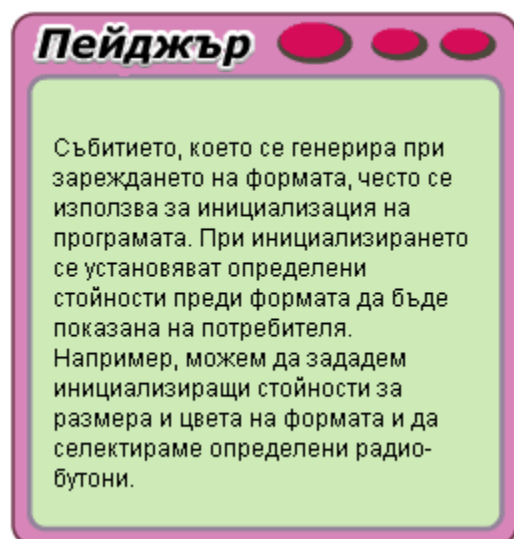 Пейджър
Събитието, което се генерира при
зареждането на формата, често се
използва за инициализация на
програмата. При инициализирането
се установяват определени
стойности преди формата да бъде
показана на потребителя.
Например, можем да зададем
инициализиращи стойности за
размера и цвета на формата и да
селектираме определени радио-
бутони.